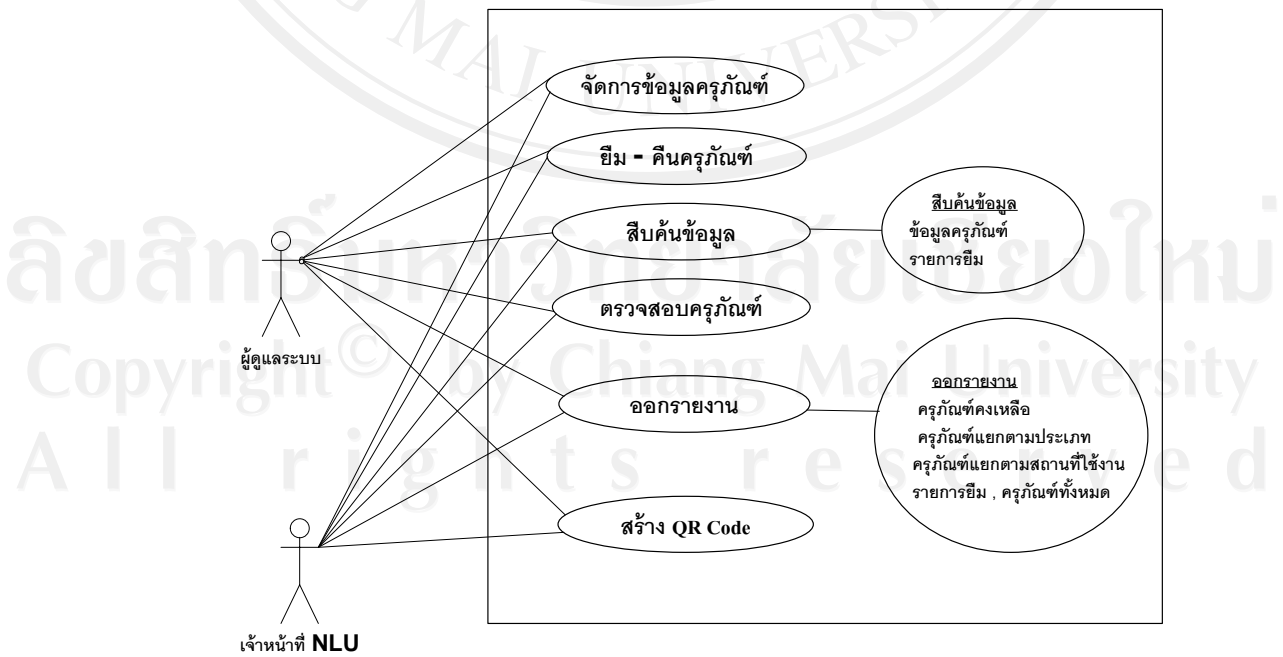 MAI UNIVERS
จัดการข้อมูลครุภัณฑ์
ยืม - คืนครุภัณฑ์
สืบค้นข้อมูล
ตรวจสอบครุภัณฑ์
ออกรายงาน
สร้าง QR Code
สืบค้นข้อมูล
ข้อมูลครุภัณฑ์
รายการยืม
ออกรายงาน
ครุภัณฑ์คงเหลือ
ครุภัณฑ์แยกตามประเภท
ครุภัณฑ์แยกตามสถานที่ใช้งาน
รายการยืม , ครุภัณฑ์ทั้งหมด
ผู้ดูแลระบบ
เจ้าหน้าที่ NLU
ลิขสิทธิ์มหาวิทยาลัยเชียงใหม่
Copyright © by Chiang Mai University
All rights reserved